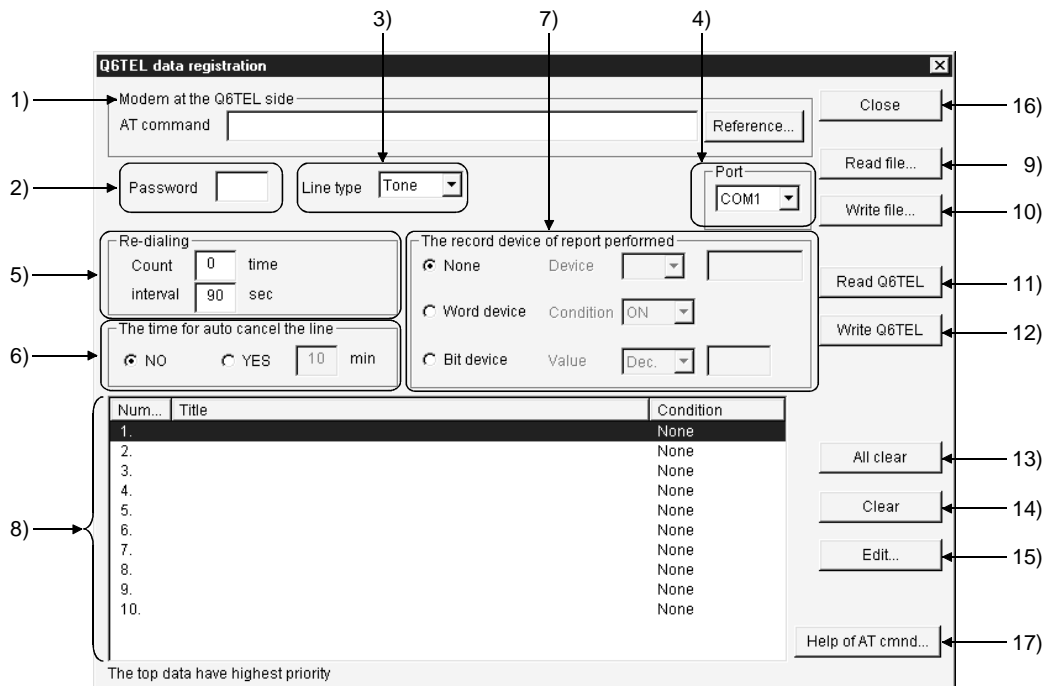 3) 7) 4)
Q6TEL data registration
1) Modem at the Q6TEL side Close 16)
AT command Reference...
2) Password Line type Tone Port COM1 Read file... 9)
Write file... 10)
5) Re-dialing
Count 0 time
interval 90 sec
The record device of report performed
None Device
Word device Condition ON
Bit device Value Dec.
Read Q6TEL 11)
Write Q6TEL 12)
6) The time for auto cancel the line
NO YES 10 min
8) Num... Title Condition
1. None
2. None
3. None
4. None
5. None
6. None
7. None
8. None
9. None
10. None
All clear 13)
Clear 14)
Edit... 15)
Help of AT cmnd... 17)
The top data have highest priority